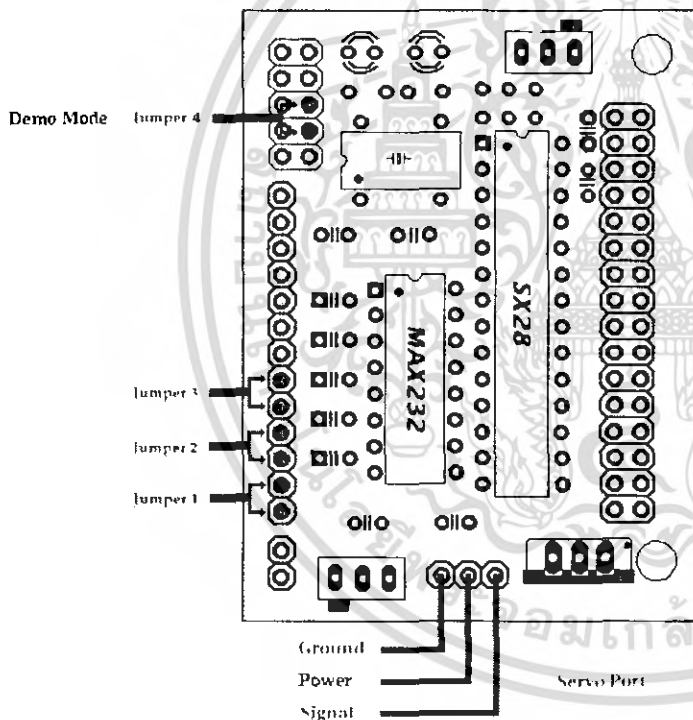 Demo Mode Jumper 4
SX28
MAX232
Jumper 3
Jumper 2
Jumper 1
Ground
Power
Servo Port
Signal